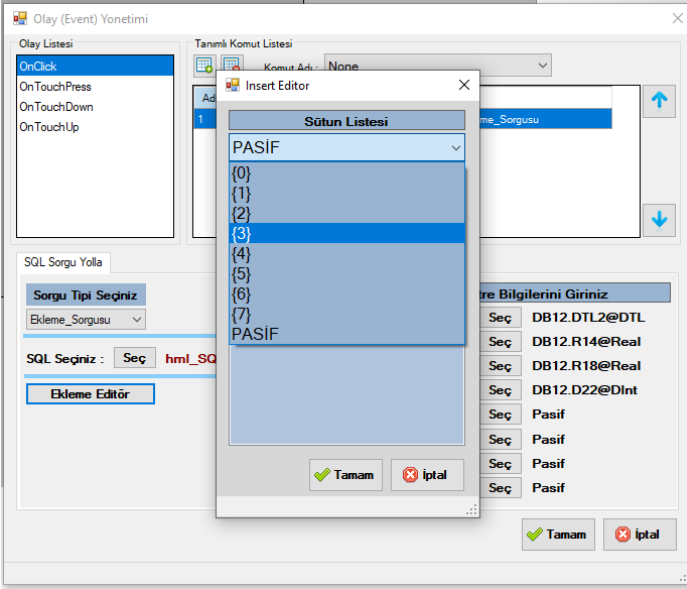 Olay (Event) Yonetimi
Olay Listesi
OnClick
OnTouchPress
OnTouchDown
OnTouchUp
Tanımlı Komut Listesi
Komut Adı : None
Ad
1
me_Sorgusu
Insert Editor
Sütun Listesi
PASİF
{0}
{1}
{2}
{3}
{4}
{5}
{6}
{7}
PASİF
Tamam
İptal
SQL Sorgu Yolla
Sorgu Tipi Seçiniz
Ekleme_Sorgusu
SQL Seçiniz : Seç hml_SQ
Ekleme Editör
tre Bilgilerini Giriniz
Seç DB12.DTL2@DTL
Seç DB12.R14@Real
Seç DB12.R18@Real
Seç DB12.D22@DInt
Seç Pasif
Seç Pasif
Seç Pasif
Seç Pasif
Tamam
İptal